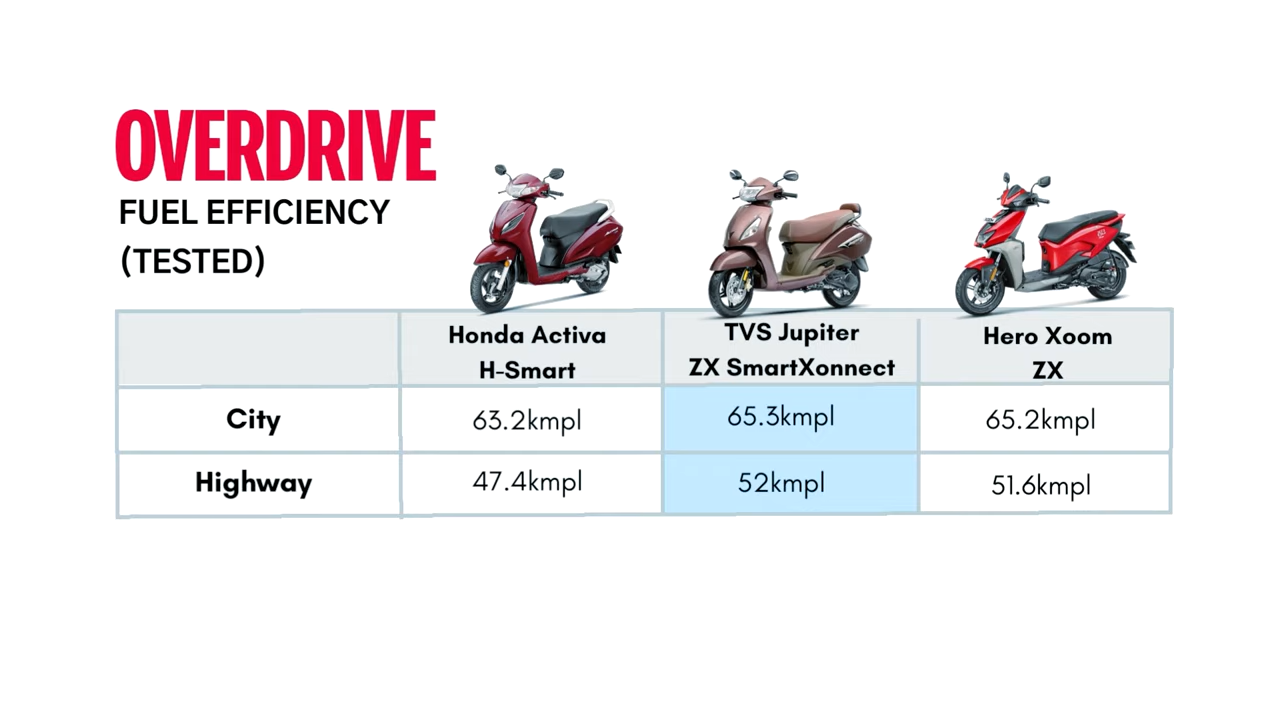 OVERDRIVE
FUEL EFFICIENCY
(TESTED)
Honda Activa
H-Smart
TVS Jupiter
ZX SmartXonnect
Hero Xoom
ZX
City
63.2kmpl
65.3kmpl
65.2kmpl
Highway
47.4kmpl
52kmpl
51.6kmpl